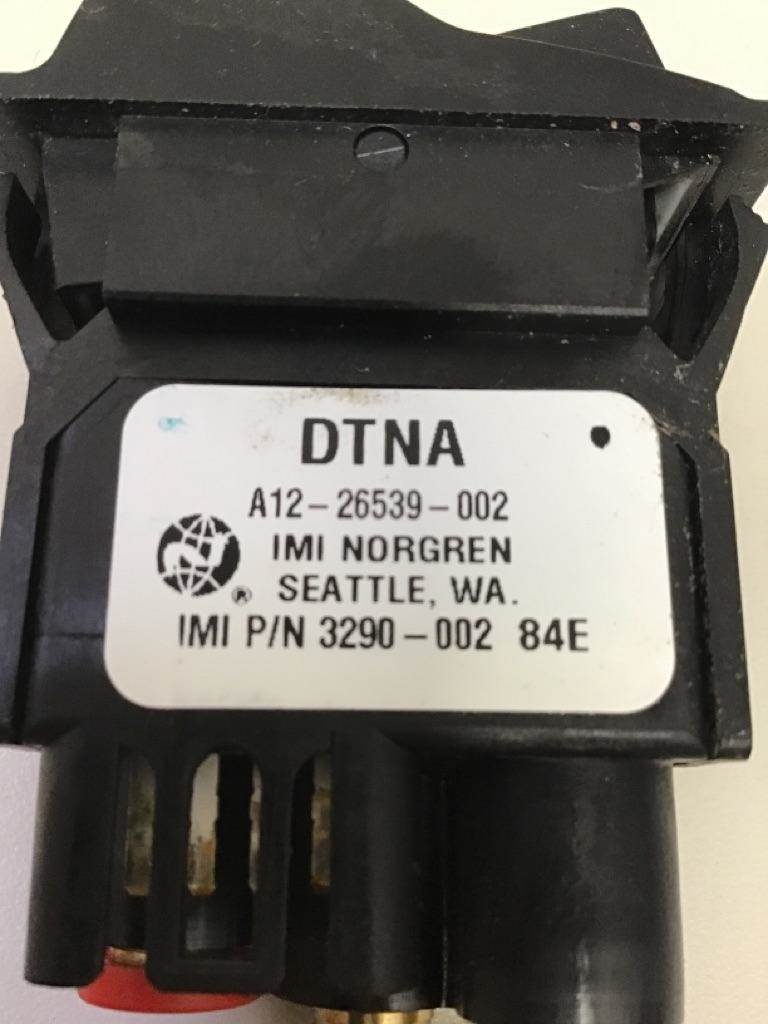 DTNA
A12-26539-002
IMI NORGREN
®
SEATTLE, WA.
IMI P/N 3290-002 84E